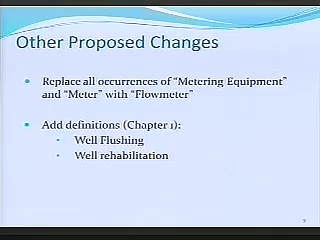 Other Proposed Changes
Replace all occurrences of “Metering Equipment”
and “Meter” with “Flowmeter”
Add definitions (Chapter 1):
Well Flushing
Well rehabilitation